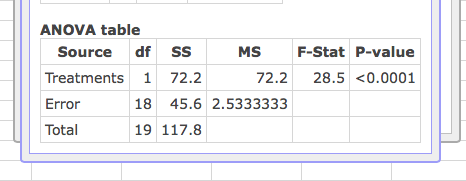 ANOVA table
Source df SS MS F-Stat P-value
Treatments 1 72.2 72.2 28.5 <0.0001
Error 18 45.6 2.5333333
Total 19 117.8